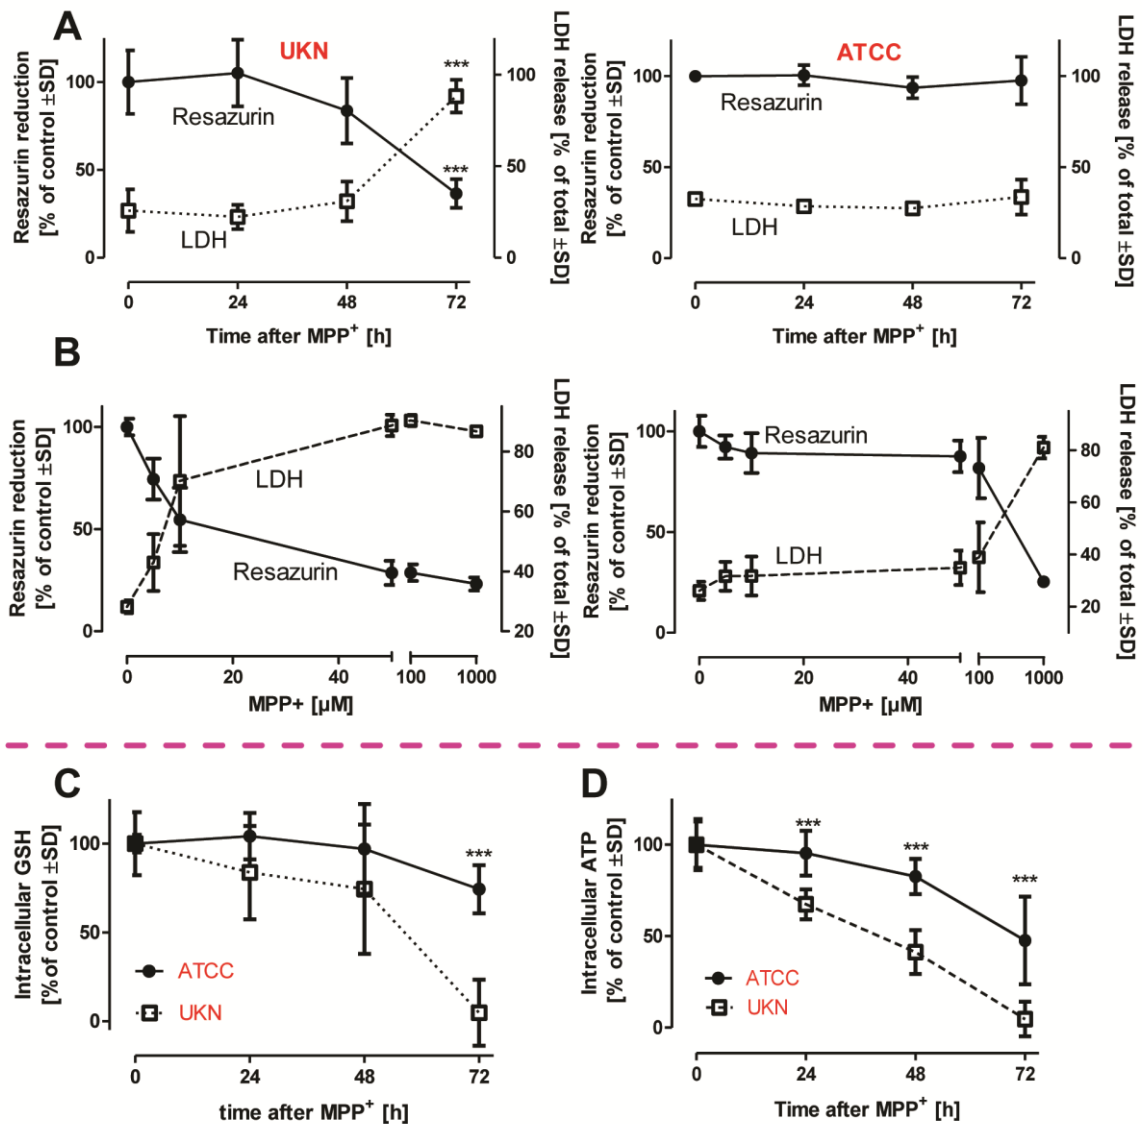 A
UKN
ATCC
Resazurin reduction
[% of control ±SD]
100
50
0
Resazurin
LDH
***
***
100
50
0
LDH release [% of total ±SD]
0 24 48 72
Time after MPP+ [h]
Resazurin reduction
[% of control ±SD]
100
50
0
Resazurin
LDH
100
50
0
LDH release [% of total ±SD]
0 24 48 72
Time after MPP+ [h]
B
Resazurin reduction
[% of control ±SD]
100
50
0
LDH
Resazurin
80
60
40
20
LDH release [% of total ±SD]
0 20 40 100 1000
MPP+ [µM]
Resazurin reduction
[% of control ±SD]
100
50
0
Resazurin
LDH
80
60
40
20
LDH release [% of total ±SD]
0 20 40 100 1000
MPP+ [µM]
C
Intracellular GSH
[%of control ±SD]
100
50
0
***
ATCC
UKN
0 24 48 72
time after MPP+ [h]
D
Intracellular ATP
[% of control ±SD]
100
50
0
***
***
***
ATCC
UKN
0 24 48 72
Time after MPP+ [h]